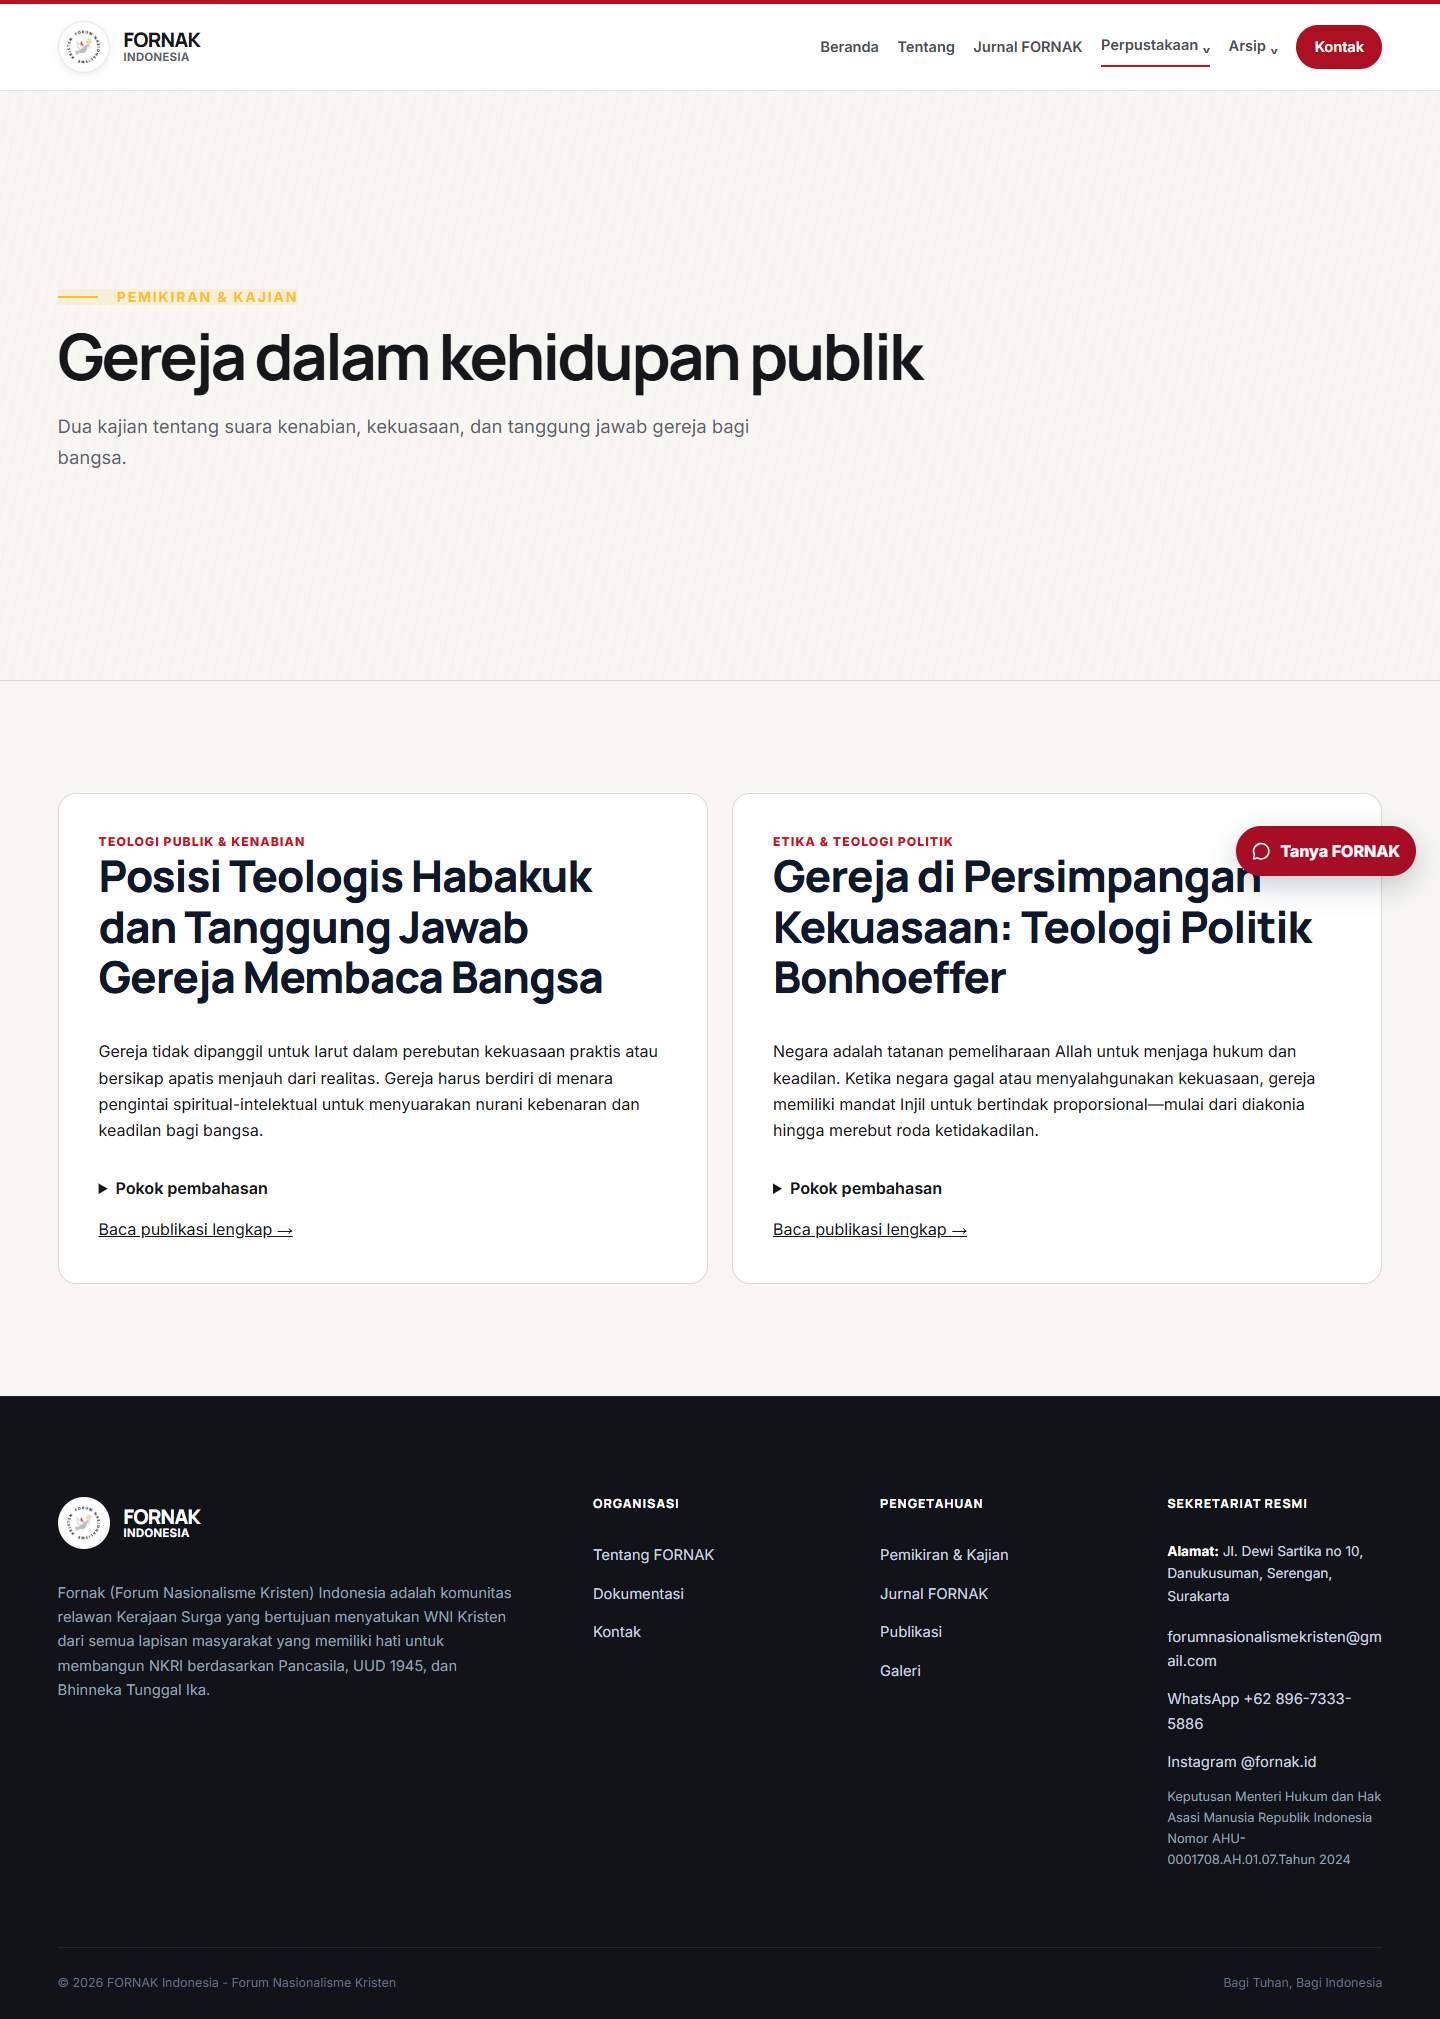 FORNAK
INDONESIA
Beranda
Tentang
Jurnal FORNAK
Perpustakaan v
Arsip v
Kontak
PEMIKIRAN & KAJIAN
Gereja dalam kehidupan publik
Dua kajian tentang suara kenabian, kekuasaan, dan tanggung jawab gereja bagi
bangsa.
TEOLOGI PUBLIK & KENABIAN
Posisi Teologis Habakuk
dan Tanggung Jawab
Gereja Membaca Bangsa
Gereja tidak dipanggil untuk larut dalam perebutan kekuasaan praktis atau
bersikap apatis menjauh dari realitas. Gereja harus berdiri di menara
pengintai spiritual-intelektual untuk menyuarakan nurani kebenaran dan
keadilan bagi bangsa.
Pokok pembahasan
Baca publikasi lengkap →
ETIKA & TEOLOGI POLITIK
Gereja di Persimpangan
Kekuasaan: Teologi Politik
Bonhoeffer
Negara adalah tatanan pemeliharaan Allah untuk menjaga hukum dan
keadilan. Ketika negara gagal atau menyalahgunakan kekuasaan, gereja
memiliki mandat Injil untuk bertindak proporsional—mulai dari diakonia
hingga merebut roda ketidakadilan.
Pokok pembahasan
Baca publikasi lengkap →
Tanya FORNAK
FORNAK
INDONESIA
Fornak (Forum Nasionalisme Kristen) Indonesia adalah komunitas
relawan Kerajaan Surga yang bertujuan menyatukan WNI Kristen
dari semua lapisan masyarakat yang memiliki hati untuk
membangun NKRI berdasarkan Pancasila, UUD 1945, dan
Bhinneka Tunggal Ika.
ORGANISASI
Tentang FORNAK
Dokumentasi
Kontak
PENGETAHUAN
Pemikiran & Kajian
Jurnal FORNAK
Publikasi
Galeri
SEKRETARIAT RESMI
Alamat: Jl. Dewi Sartika no 10,
Danukusuman, Serengan,
Surakarta
forumnasionalismekristen@gm
ail.com
WhatsApp +62 896-7333-
5886
Instagram @fornak.id
Keputusan Menteri Hukum dan Hak
Asasi Manusia Republik Indonesia
Nomor AHU-
0001708.AH.01.07.Tahun 2024
© 2026 FORNAK Indonesia - Forum Nasionalisme Kristen
Bagi Tuhan, Bagi Indonesia